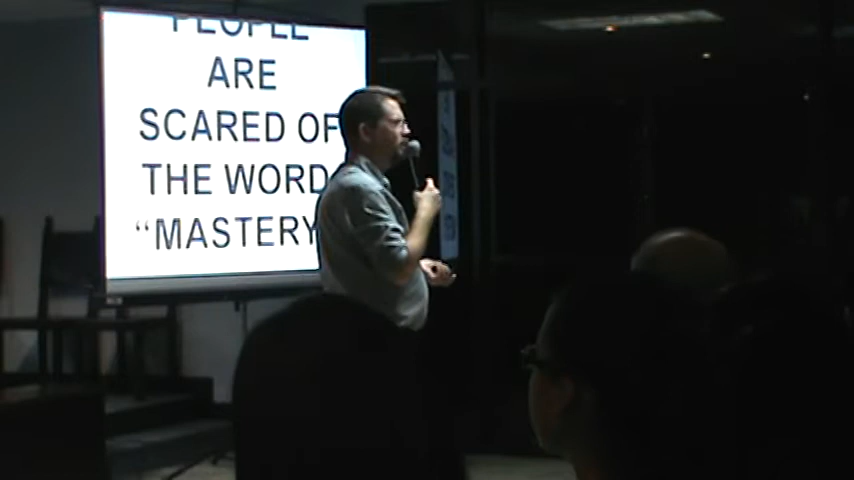 PEOPLE
ARE
SCARED OF
THE WORD
“MASTERY